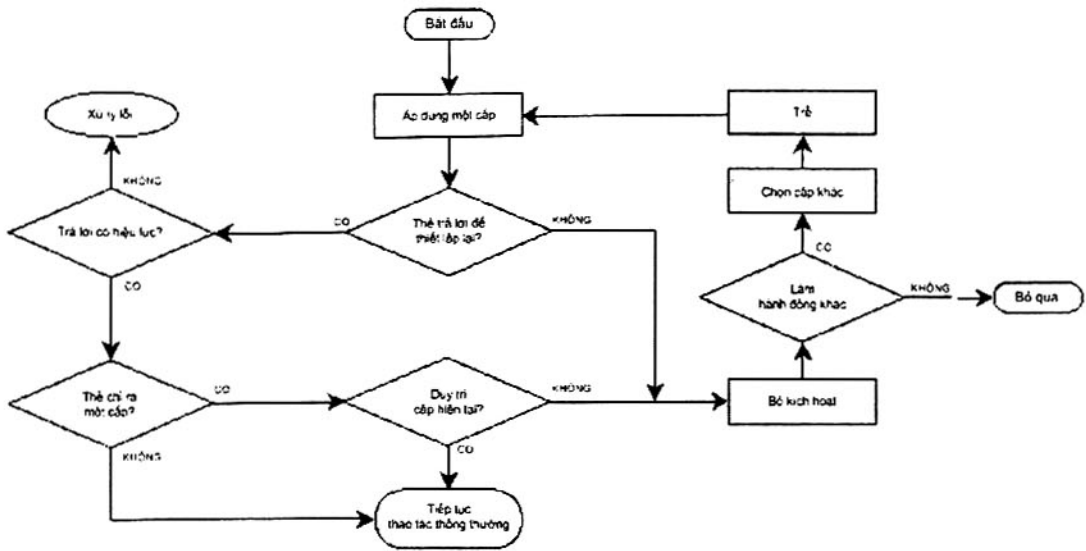 Bắt đầu
Xử lý lỗi
Áp dụng một cấp
Trễ
KHÔNG
Chọn cấp khác
Trả lời có hiệu lực?
CÓ
Thẻ trả lời để
thiết lập lại?
KHÔNG
CÓ
CÓ
Làm
hành động khác
KHÔNG
Bỏ qua
Thẻ chỉ ra
một cấp?
CÓ
Duy trì
cấp hiện tại?
KHÔNG
Bỏ kích hoạt
KHÔNG
CÓ
Tiếp tục
thao tác thông thường